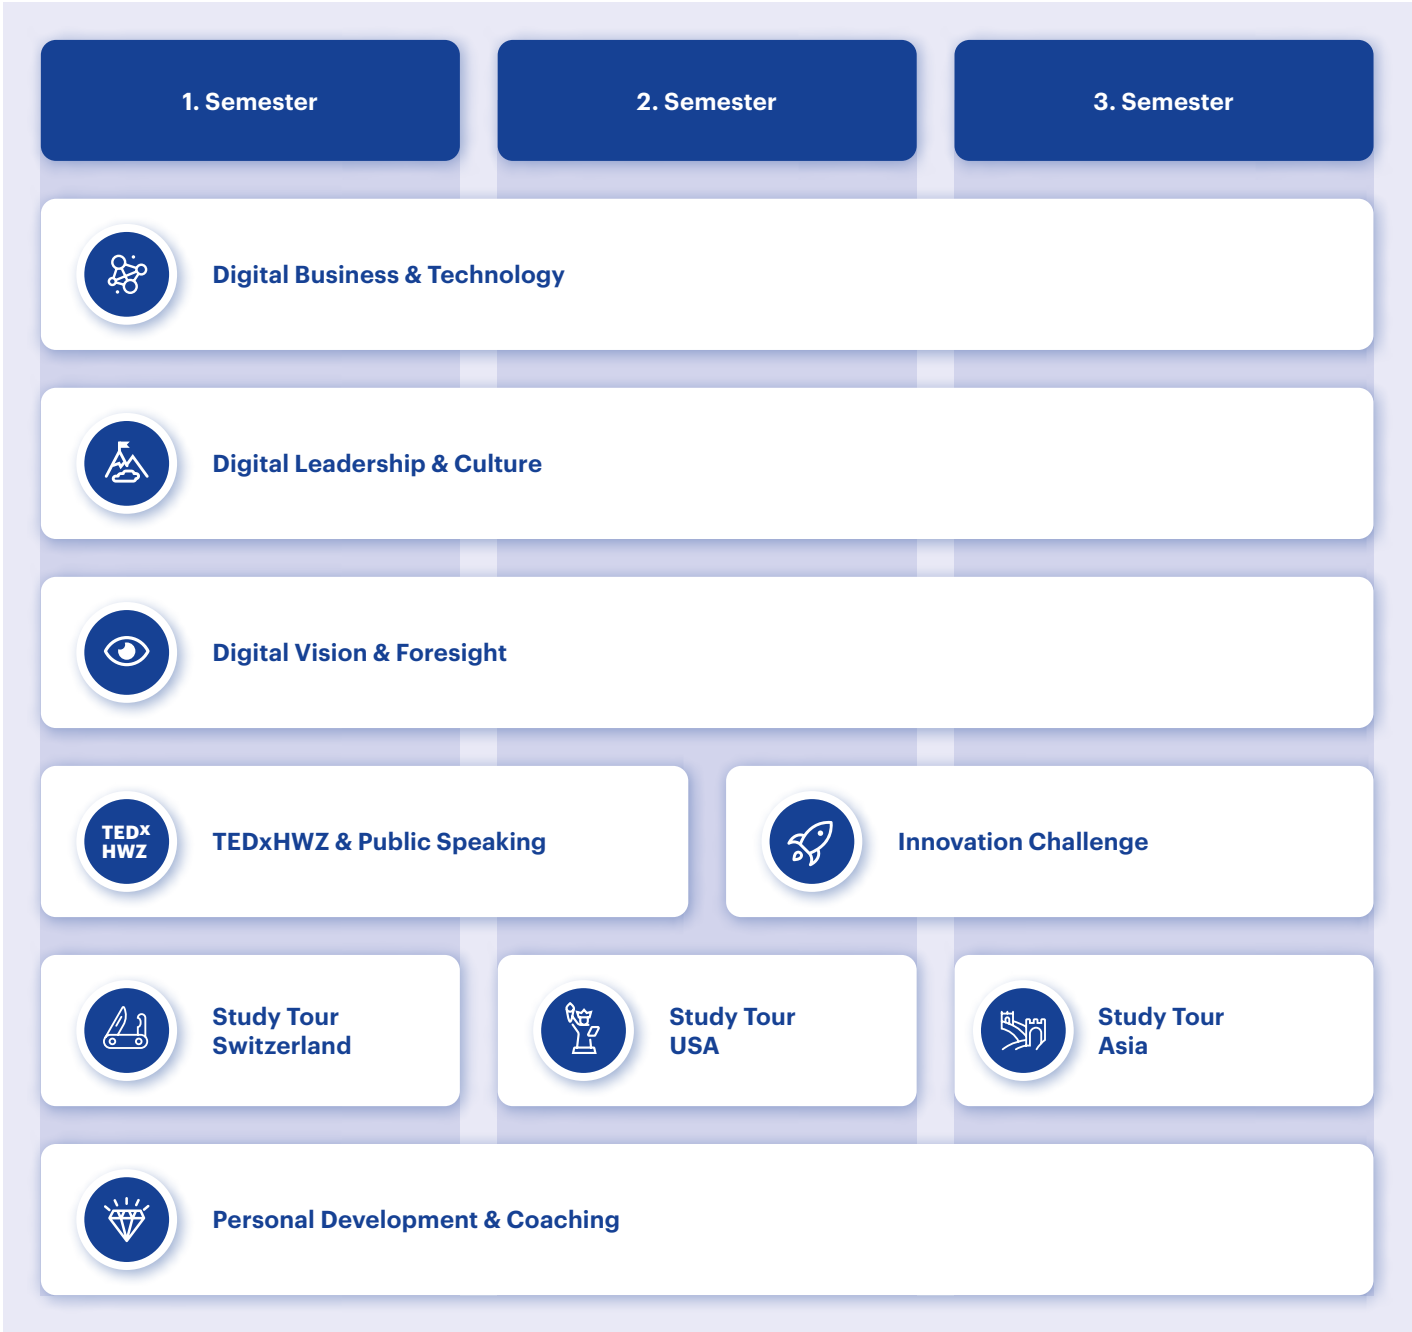 1. Semester
2. Semester
3. Semester
Digital Business & Technology
Digital Leadership & Culture
Digital Vision & Foresight
TEDx
HWZ
TEDxHWZ & Public Speaking
Innovation Challenge
Study Tour
Switzerland
Study Tour
USA
Study Tour
Asia
Personal Development & Coaching